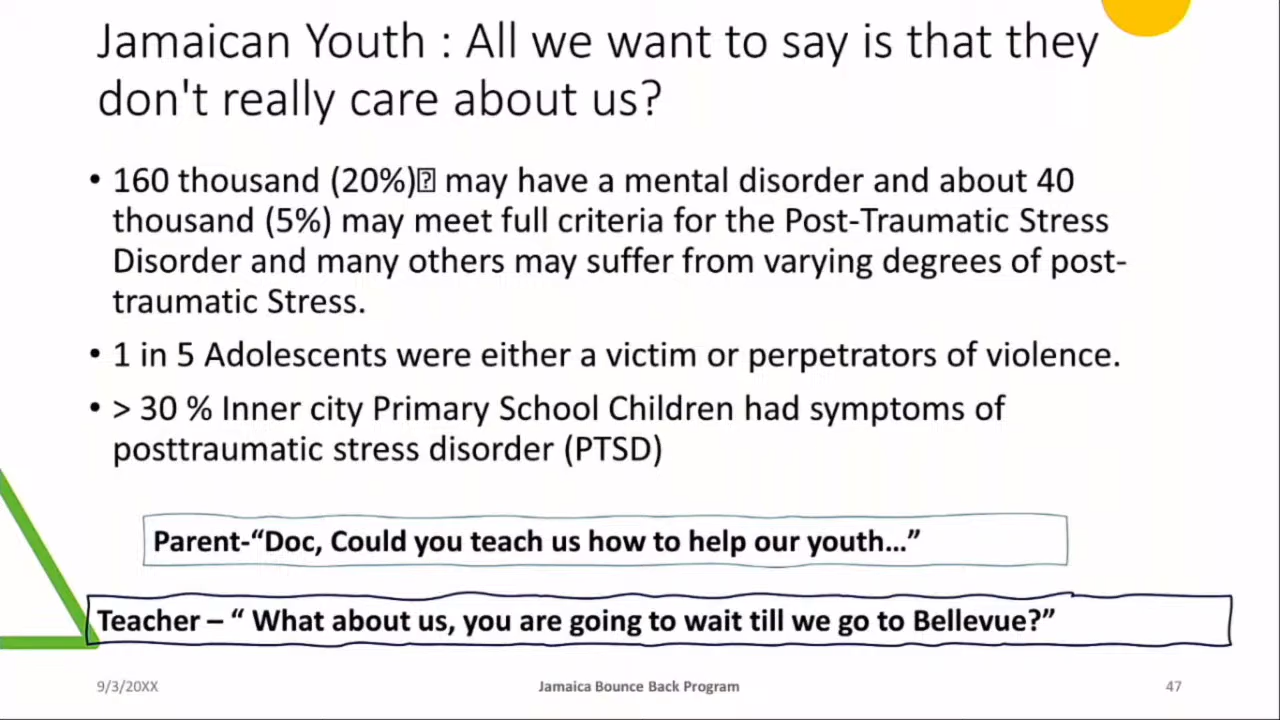 Jamaican Youth : All we want to say is that they
don't really care about us?
• 160 thousand (20%)⍰ may have a mental disorder and about 40
thousand (5%) may meet full criteria for the Post-Traumatic Stress
Disorder and many others may suffer from varying degrees of post-
traumatic Stress.
• 1 in 5 Adolescents were either a victim or perpetrators of violence.
• > 30 % Inner city Primary School Children had symptoms of
posttraumatic stress disorder (PTSD)
Parent-“Doc, Could you teach us how to help our youth…”
Teacher – “ What about us, you are going to wait till we go to Bellevue?”
9/3/20XX
Jamaica Bounce Back Program
47